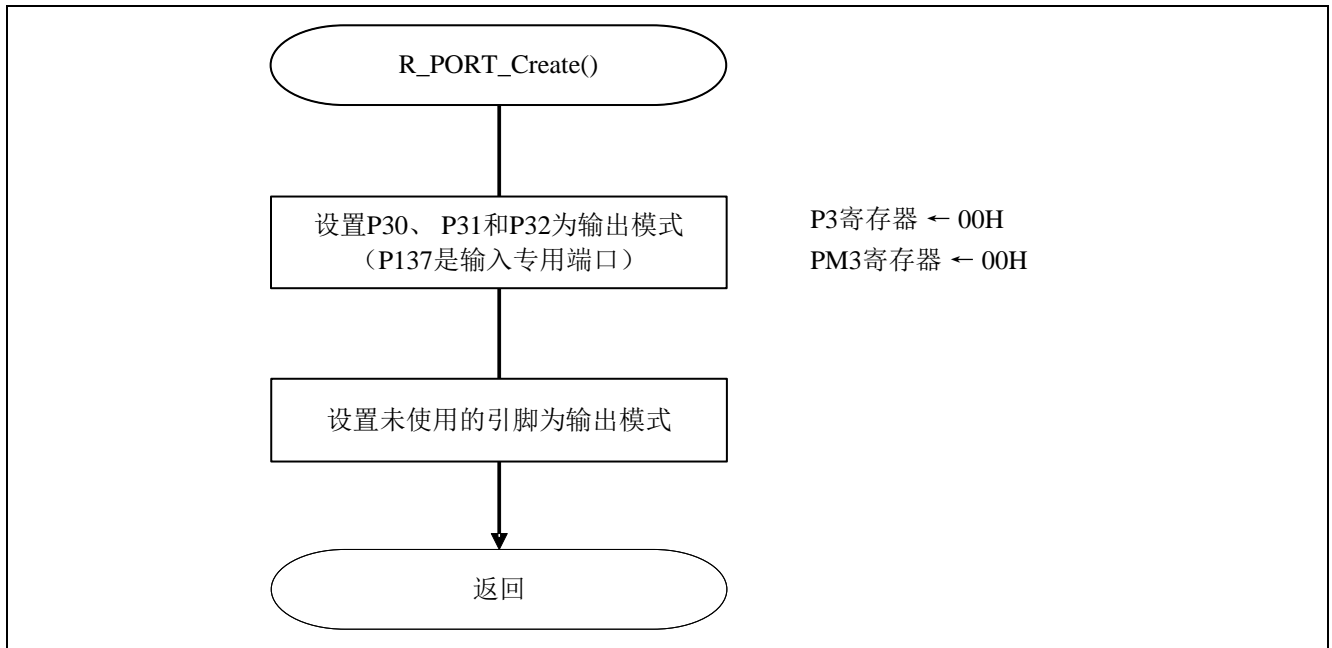 R_PORT_Create()
设置P30、 P31和P32为输出模式
（P137是输入专用端口）
P3寄存器 ← 00H
PM3寄存器 ← 00H
设置未使用的引脚为输出模式
返回